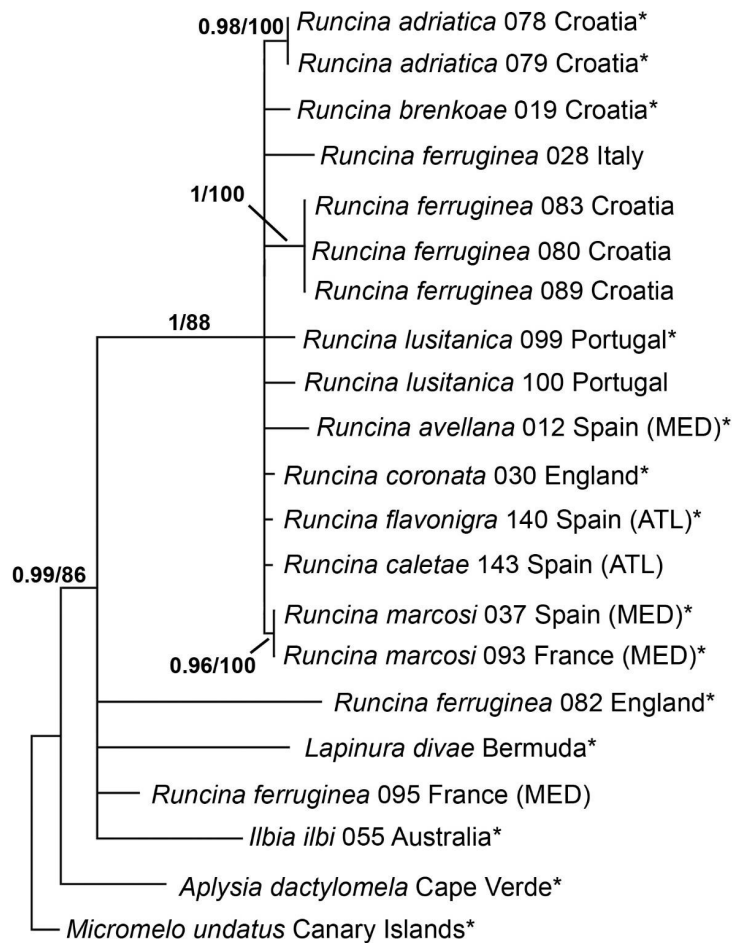 0.98/100
Runcina adriatica 078 Croatia*
Runcina adriatica 079 Croatia*
Runcina brenkoae 019 Croatia*
Runcina ferruginea 028 Italy
1/100
Runcina ferruginea 083 Croatia
Runcina ferruginea 080 Croatia
Runcina ferruginea 089 Croatia
1/88
Runcina lusitanica 099 Portugal*
Runcina lusitanica 100 Portugal
Runcina avellana 012 Spain (MED)*
Runcina coronata 030 England*
Runcina flavonigra 140 Spain (ATL)*
Runcina caletae 143 Spain (ATL)
0.99/86
Runcina marcosi 037 Spain (MED)*
Runcina marcosi 093 France (MED)*
0.96/100
Runcina ferruginea 082 England*
Lapinura divae Bermuda*
Runcina ferruginea 095 France (MED)
Ilbia ilbi 055 Australia*
Aplysia dactylomela Cape Verde*
Micromelo undatus Canary Islands*